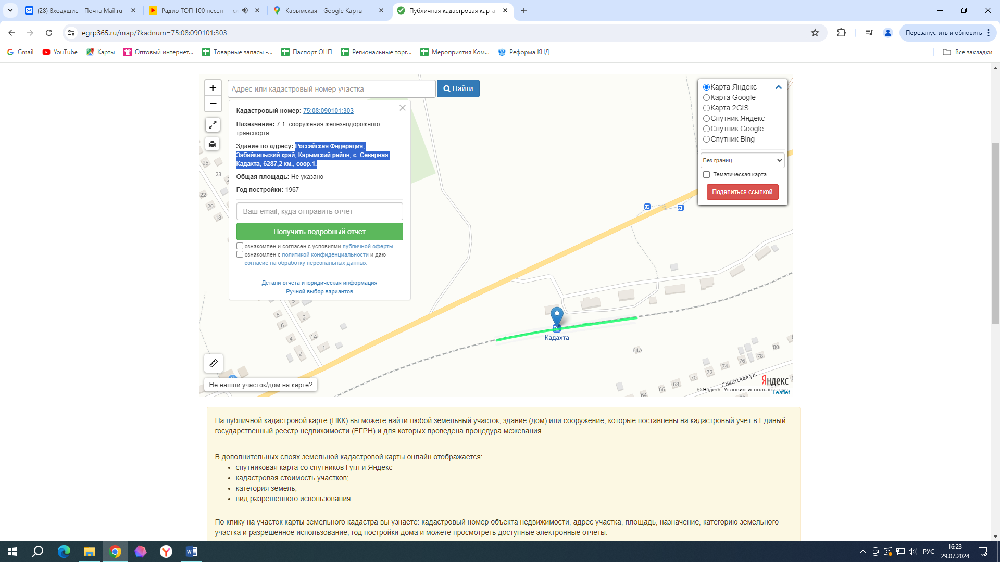 (28) Входящие - Почта Mail.ru
Радио ТОП 100 песен — сл
Карымская – Google Карты
Публичная кадастровая карта
egrp365.ru/map/?kadnum=75:08:090101:303
Перезапустить и обновить
Gmail
YouTube
Карты
Оптовый интернет...
Товарные запасы -...
Паспорт ОНП
Региональные торг...
Мероприятия Ком...
Реформа КНД
Все закладки
+
−
Адрес или кадастровый номер участка
Найти
Кадастровый номер: 75:08:090101:303
Назначение: 7.1. сооружения железнодорожного
транспорта
Здание по адресу: Российская Федерация,
Забайкальский край, Карымский район, с. Северная
Кадахта, 6287,2 км., соор.1.
Общая площадь: Не указано
Год постройки: 1967
Ваш email, куда отправить отчет
Получить подробный отчет
ознакомлен и согласен с условиями публичной оферты
ознакомлен с политикой конфиденциальности и даю
согласие на обработку персональных данных
Детали отчета и юридическая информация
Ручной выбор вариантов
Карта Яндекс
Карта Google
Карта 2GIS
Спутник Яндекс
Спутник Google
Спутник Bing
Без границ
Тематическая карта
Поделиться ссылкой
25
23
22
20
18
5
8
3
6
4
1А
1
2
Кадахта
64А
80
78
76
74
72
70
68
66
64
Советская ул.
Яндекс
© Яндекс Условия использования
Leaflet
Не нашли участок/дом на карте?
На публичной кадастровой карте (ПКК) вы можете найти любой земельный участок, здание (дом) или сооружение, которые поставлены на кадастровый учёт в Единый
государственный реестр недвижимости (ЕГРН) и для которых проведена процедура межевания.
В дополнительных слоях земельной кадастровой карты онлайн отображается:
• спутниковая карта со спутников Гугл и Яндекс
• кадастровая стоимость участков;
• категория земель;
• вид разрешенного использования.
По клику на участок карты земельного кадастра вы узнаете: кадастровый номер объекта недвижимости, адрес участка, площадь, назначение, категорию земельного
участка и разрешенное использование, год постройки дома и можете просмотреть доступные электронные отчеты.
РУС
16:23
29.07.2024